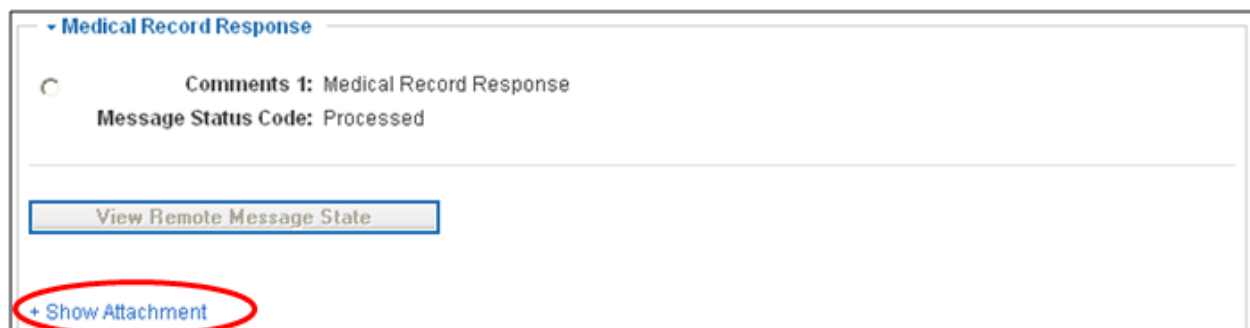 Medical Record Response
Comments 1: Medical Record Response
Message Status Code: Processed
View Remote Message State
+ Show Attachment